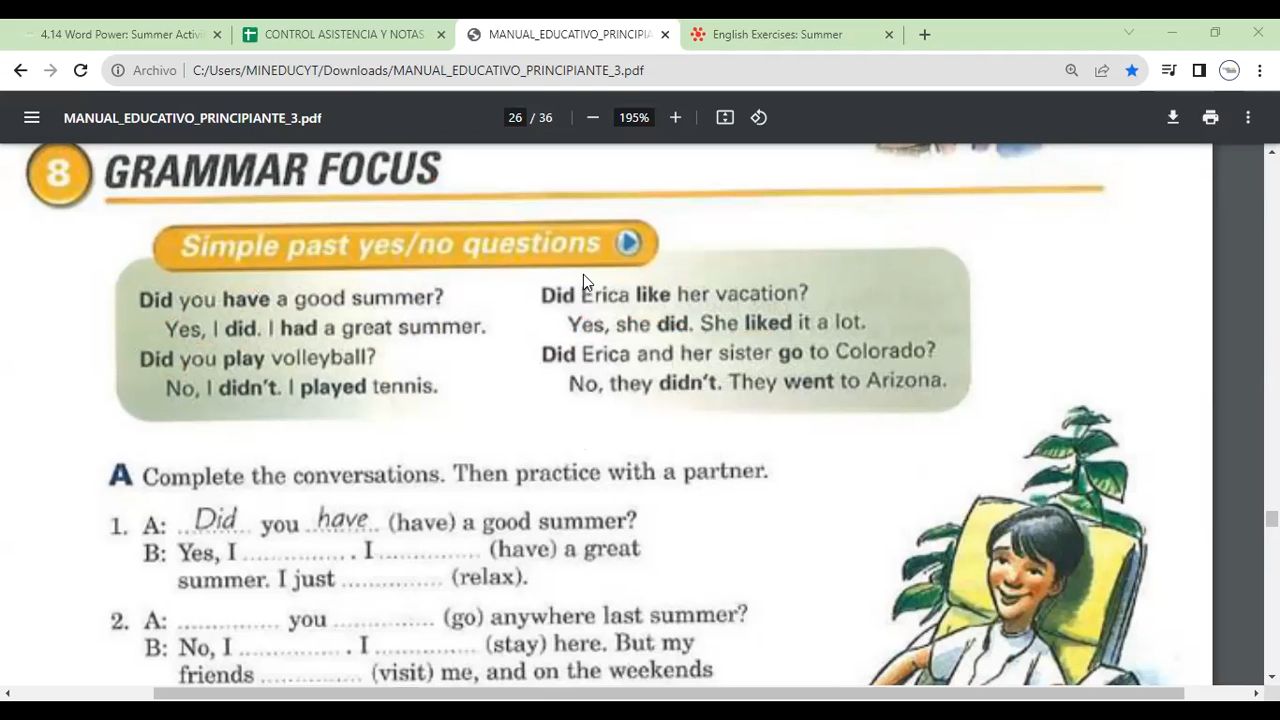 4.14 Word Power: Summer Activi
CONTROL ASISTENCIA Y NOTAS
MANUAL_EDUCATIVO_PRINCIPIA
English Exercises: Summer
Archivo
C:/Users/MINEDUCYT/Downloads/MANUAL_EDUCATIVO_PRINCIPIANTE_3.pdf
MANUAL_EDUCATIVO_PRINCIPIANTE_3.pdf
26 / 36
195%
8 GRAMMAR FOCUS
Simple past yes/no questions
Did you have a good summer?
Yes, I did. I had a great summer.
Did you play volleyball?
No, I didn't. I played tennis.
Did Erica like her vacation?
Yes, she did. She liked it a lot.
Did Erica and her sister go to Colorado?
No, they didn't. They went to Arizona.
A Complete the conversations. Then practice with a partner.
1. A: Did you have (have) a good summer?
B: Yes, I .............. . I .............. (have) a great
summer. I just .............. (relax).
2. A: .............. you .............. (go) anywhere last summer?
B: No, I .............. . I .............. (stay) here. But my
friends .............. (visit) me, and on the weekends